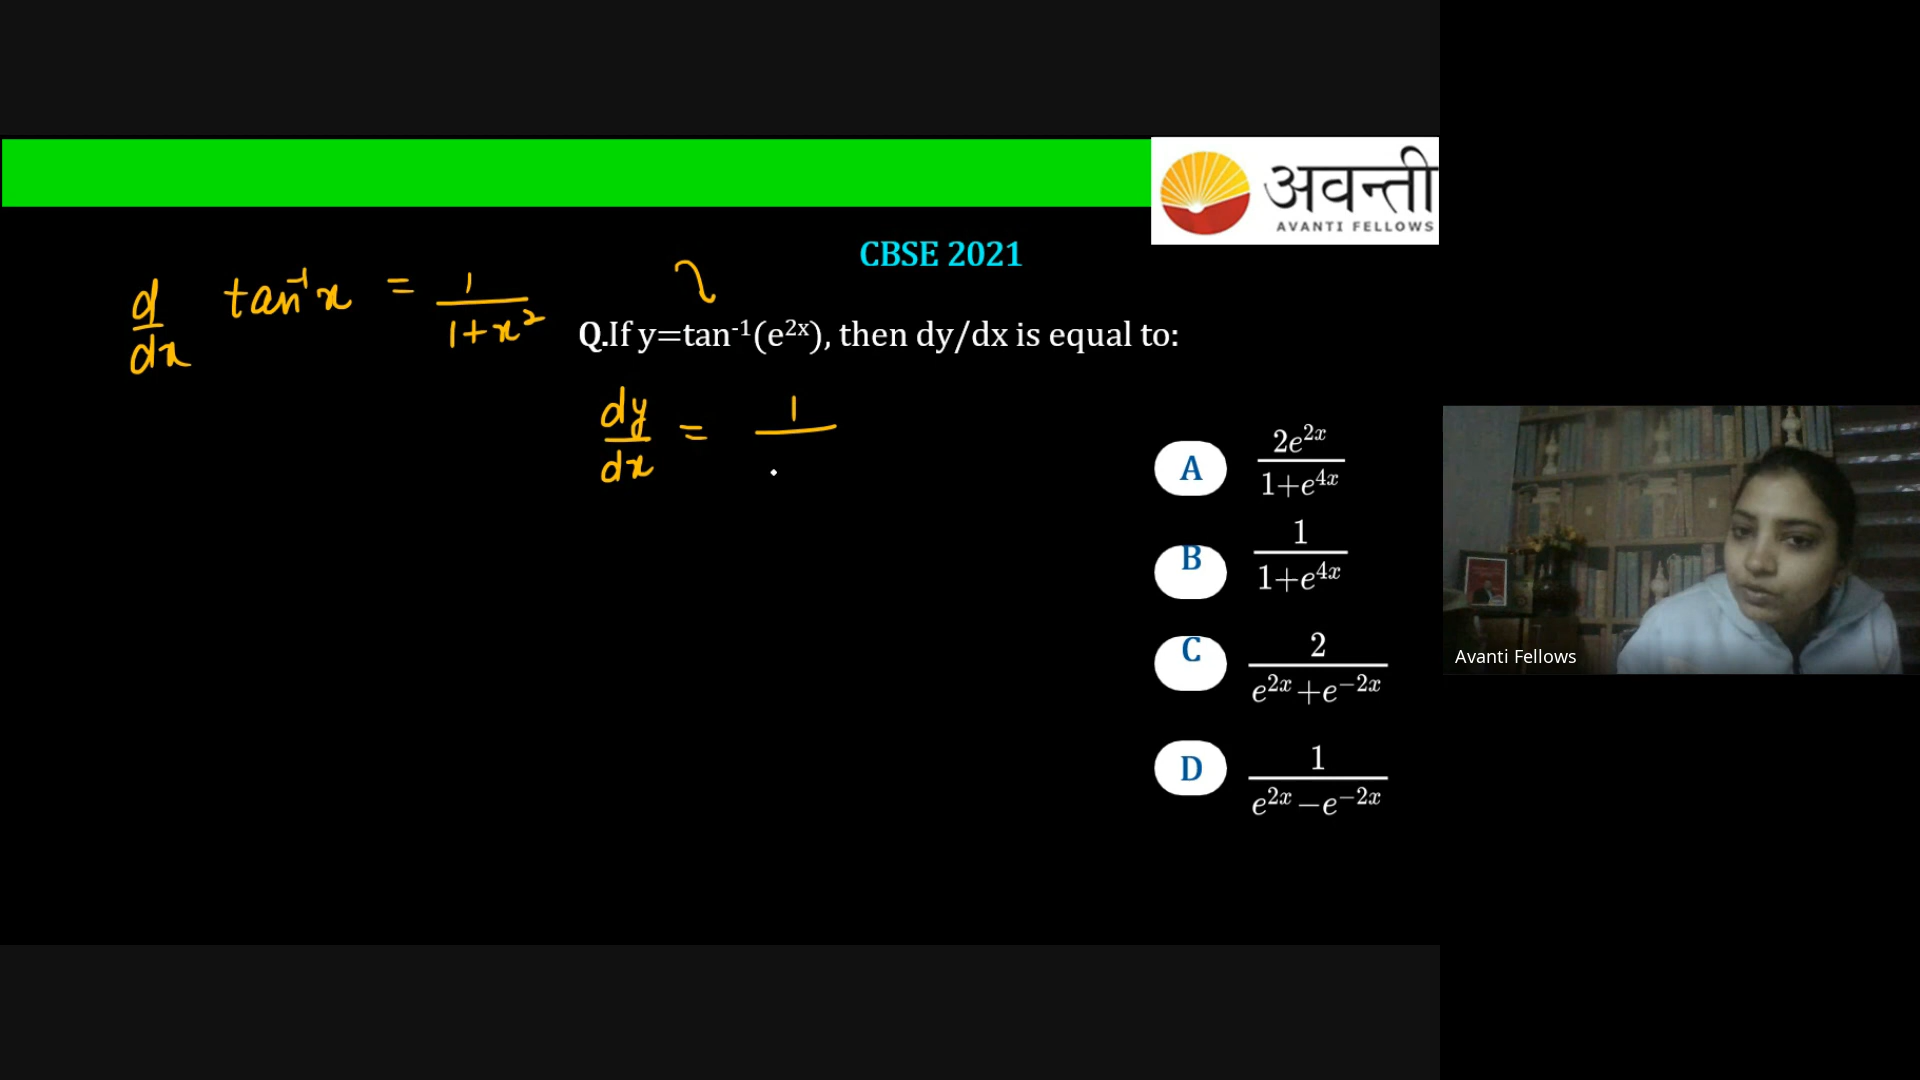 अवन्ती
AVANTI FELLOWS
CBSE 2021
d/dx tan⁻¹x = 1/(1+x²)
Q.If y=tan⁻¹(e²ˣ), then dy/dx is equal to:
dy/dx = 1/
A 2e²ˣ/(1+e⁴ˣ)
B 1/(1+e⁴ˣ)
C 2/(e²ˣ+e⁻²ˣ)
D 1/(e²ˣ−e⁻²ˣ)
Avanti Fellows